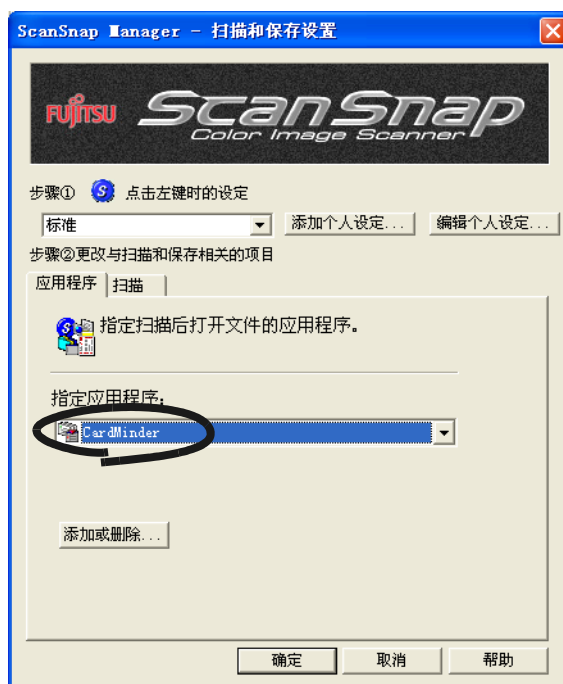 ScanSnap Manager - 扫描和保存设置
FUJITSU ScanSnap
Color Image Scanner
步骤① S 点击左键时的设定
标准 添加个人设定... 编辑个人设定...
步骤②更改与扫描和保存相关的项目
应用程序 扫描
指定扫描后打开文件的应用程序。
指定应用程序:
CardMinder
添加或删除...
确定 取消 帮助